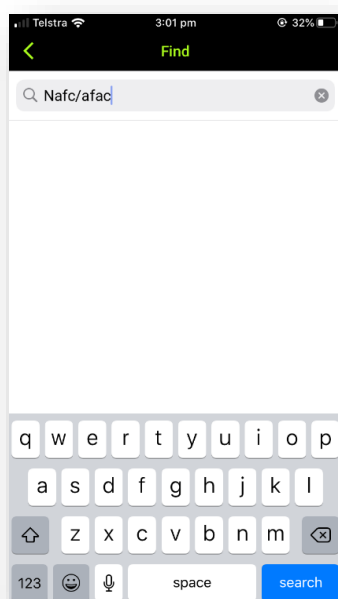 Telstra 3:01 pm 32%
Find
Nafc/afac
q w e r t y u i o p
a s d f g h j k l
z x c v b n m
123 space search